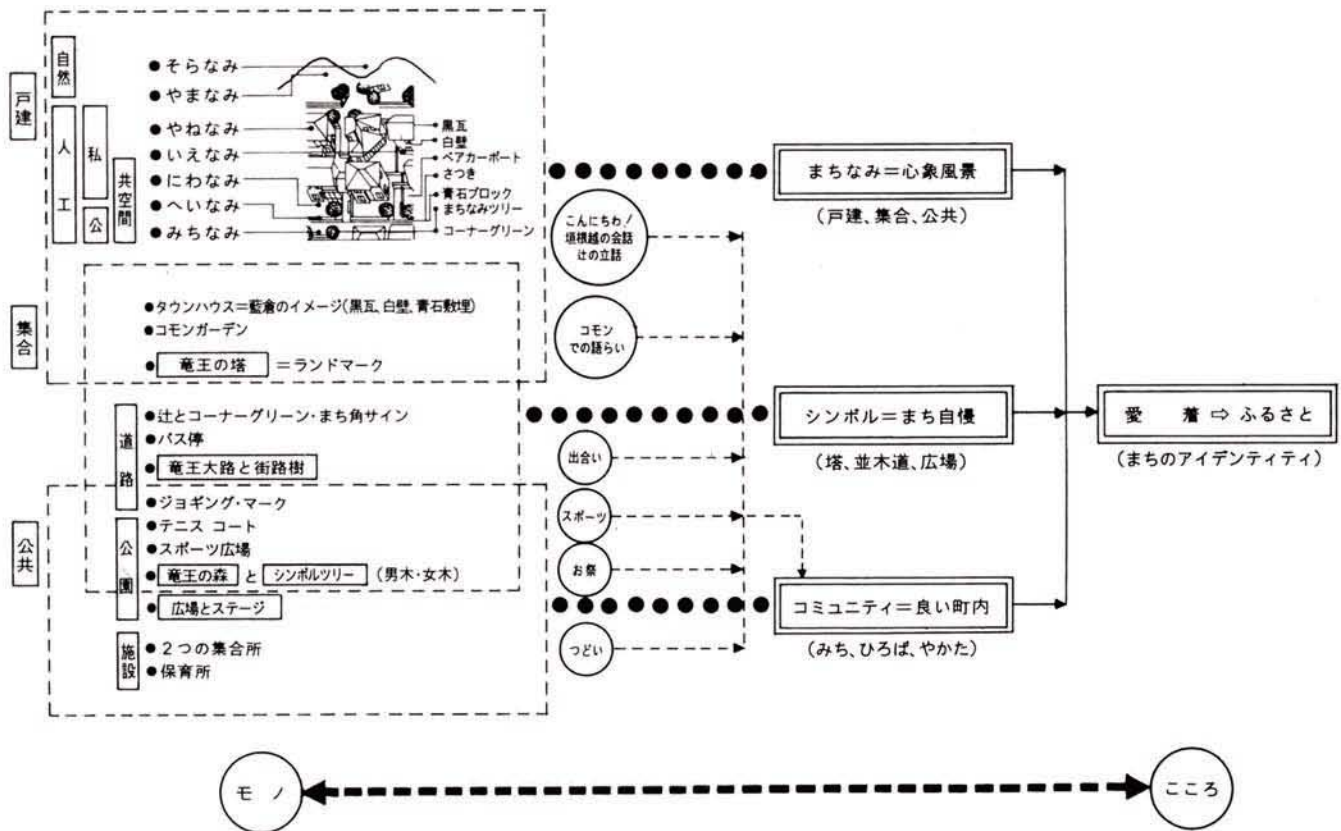 戸建
自然
人工
私
公
共空間
●そらなみ
●やまなみ
●やねなみ
●いえなみ
●にわなみ
●へいなみ
●みちなみ
黒瓦
白壁
ペアカーポート
さつき
青石ブロック
まちなみツリー
コーナーグリーン
集合
●タウンハウス=藍倉のイメージ(黒瓦、白壁、青石敷埋)
●コモンガーデン
●竜王の塔=ランドマーク
道路
●辻とコーナーグリーン・まち角サイン
●バス停
●竜王大路と街路樹
●ジョギング・マーク
公共
公園
●テニス コート
●スポーツ広場
●竜王の森 と シンボルツリー (男木・女木)
●広場とステージ
施設
●2つの集合所
●保育所
こんにちわ!
垣根越の会話
辻の立話
コモン
での語らい
出合い
スポーツ
お祭
つどい
まちなみ=心象風景
(戸建、集合、公共)
シンボル=まち自慢
(塔、並木道、広場)
コミュニティ=良い町内
(みち、ひろば、やかた)
愛 着 ⇨ ふるさと
(まちのアイデンティティ)
モノ
こころ